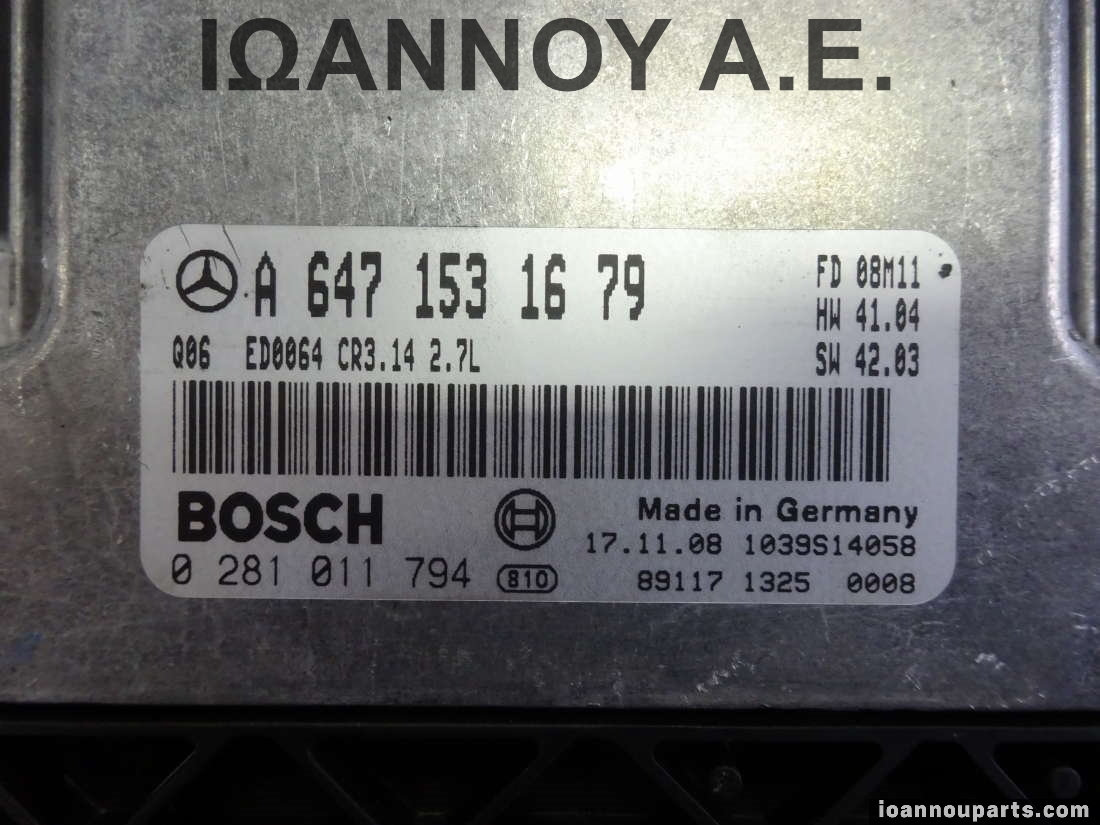 ΙΩΑΝΝΟΥ Α.Ε.
A 647 153 16 79
FD 08M11
HW 41.04
Q06 ED0064 CR3.14 2.7L
SW 42.03
BOSCH
Made in Germany
17.11.08 1039S14058
0 281 011 794 810
89117 1325 0008
ioannouparts.com